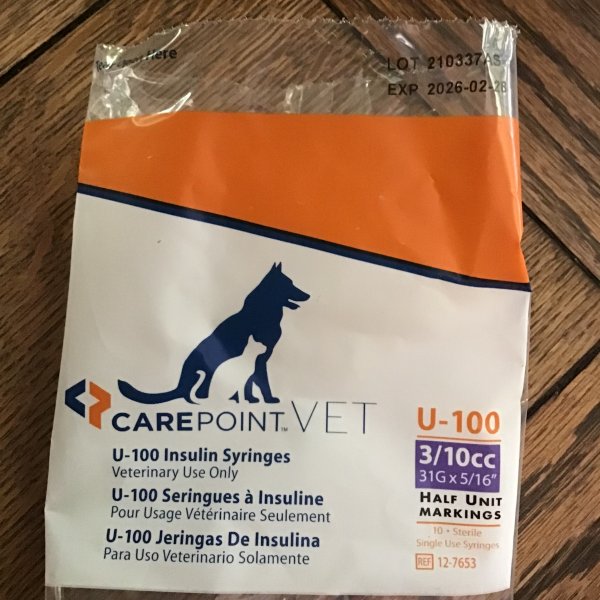 Here
LOT 210337AS
EXP 2026-02-28
CAREPOINT™ VET
U-100 Insulin Syringes
Veterinary Use Only
U-100 Seringues à Insuline
Pour Usage Vétérinaire Seulement
U-100 Jeringas De Insulina
Para Uso Veterinario Solamente
U-100
3/10cc
31G x 5/16"
HALF UNIT
MARKINGS
10 • Sterile
Single Use Syringes
REF 12-7653